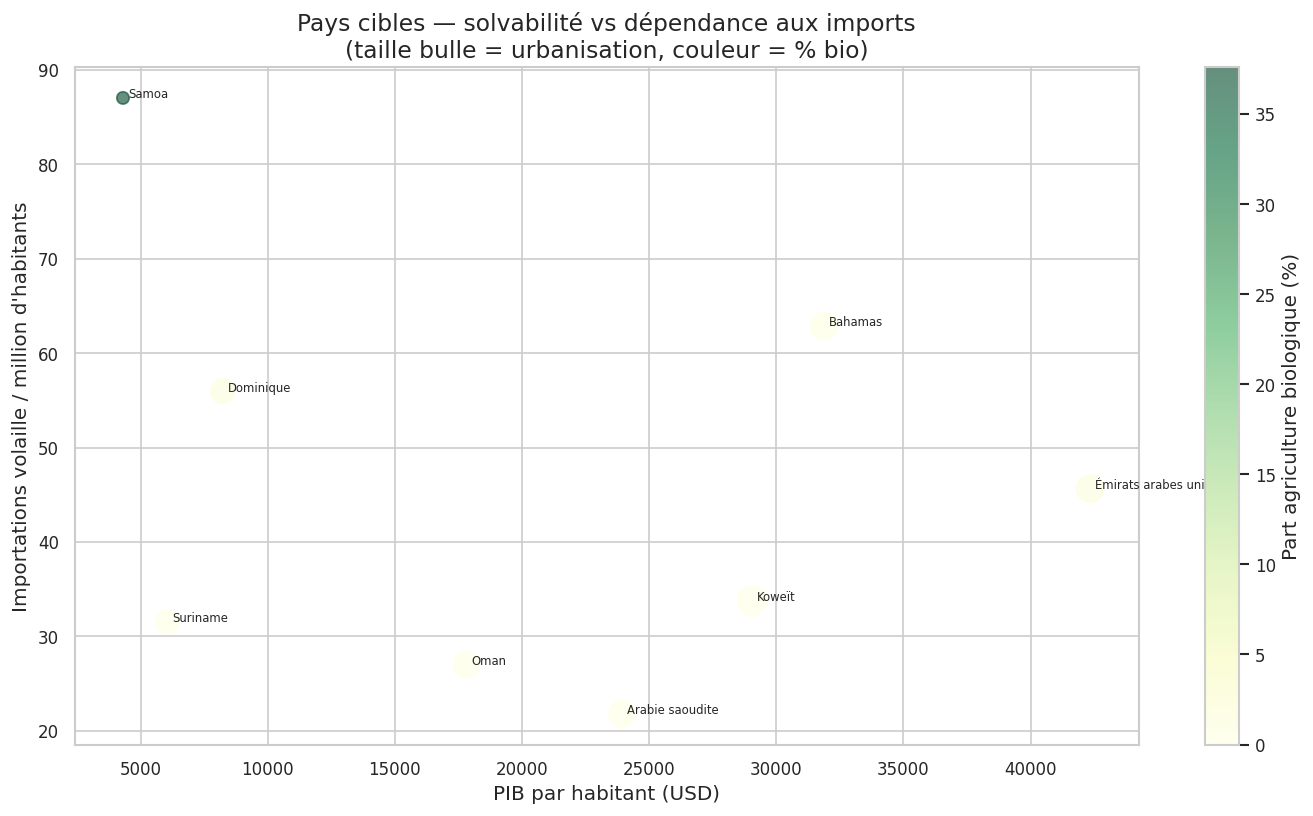 Pays cibles — solvabilité vs dépendance aux imports
(taille bulle = urbanisation, couleur = % bio)
Importations volaille / million d'habitants
90
80
70
60
50
40
30
20
Samoa
Bahamas
Dominique
Émirats arabes uni
Koweït
Suriname
Oman
Arabie saoudite
5000
10000
15000
20000
25000
30000
35000
40000
PIB par habitant (USD)
35
30
25
20
15
10
5
0
Part agriculture biologique (%)